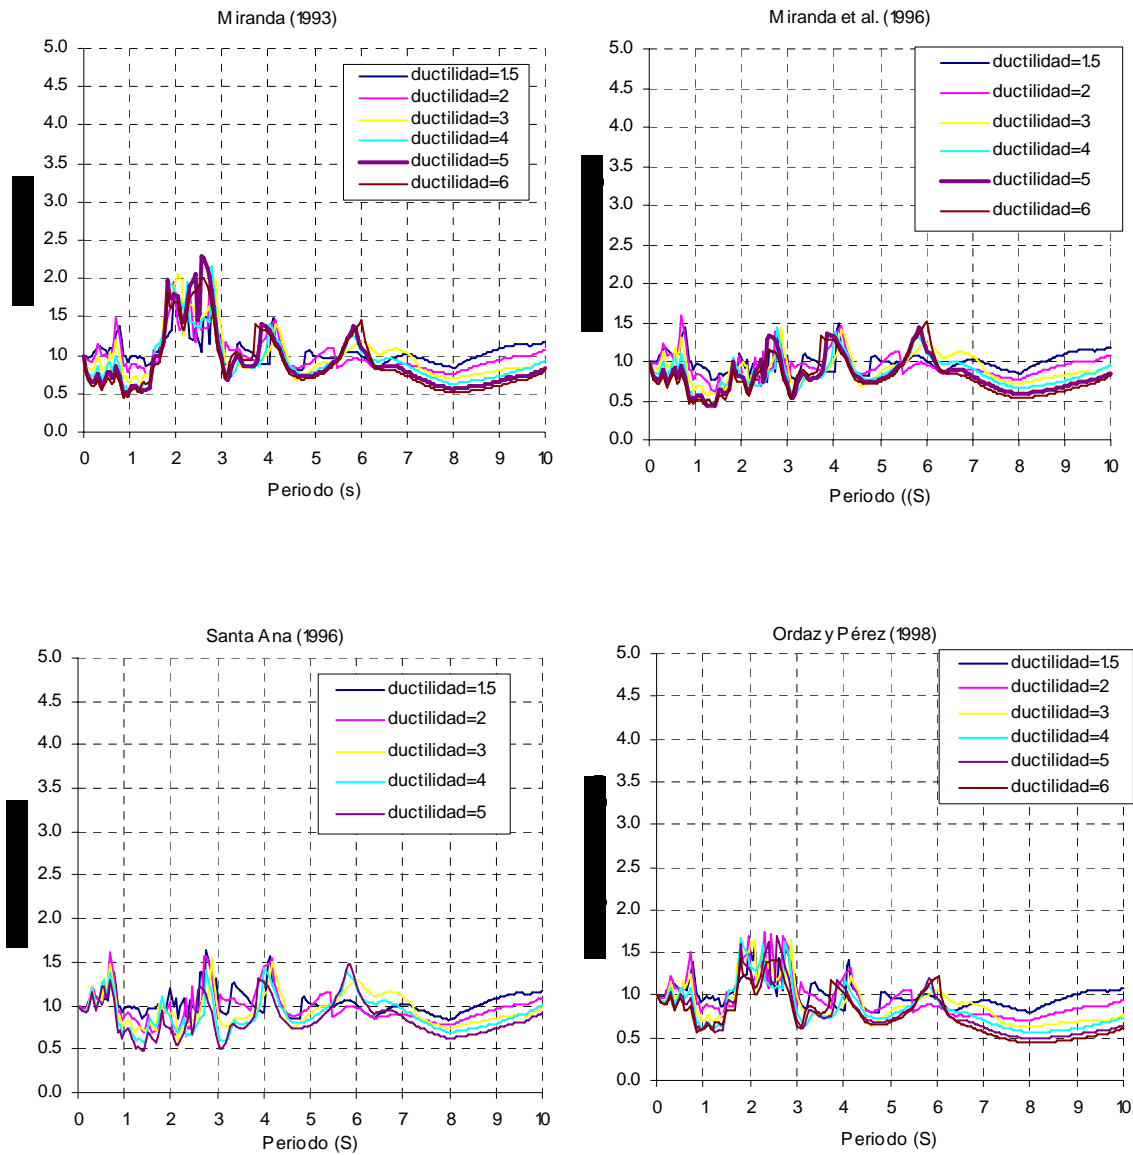 Miranda (1993)
5.0
4.5
4.0
3.5
3.0
2.5
2.0
1.5
1.0
0.5
0.0
ductilidad=1.5
ductilidad=2
ductilidad=3
ductilidad=4
ductilidad=5
ductilidad=6
0 1 2 3 4 5 6 7 8 9 10
Periodo (s)
Miranda et al. (1996)
5.0
4.5
4.0
3.5
3.0
2.5
2.0
1.5
1.0
0.5
0.0
ductilidad=1.5
ductilidad=2
ductilidad=3
ductilidad=4
ductilidad=5
ductilidad=6
0 1 2 3 4 5 6 7 8 9 10
Periodo ((S)
Santa Ana (1996)
5.0
4.5
4.0
3.5
3.0
2.5
2.0
1.5
1.0
0.5
0.0
ductilidad=1.5
ductilidad=2
ductilidad=3
ductilidad=4
ductilidad=5
0 1 2 3 4 5 6 7 8 9 10
Periodo (S)
Ordaz y Pérez (1998)
5.0
4.5
4.0
3.5
3.0
2.5
2.0
1.5
1.0
0.5
0.0
ductilidad=1.5
ductilidad=2
ductilidad=3
ductilidad=4
ductilidad=5
ductilidad=6
0 1 2 3 4 5 6 7 8 9 10
Periodo (S)